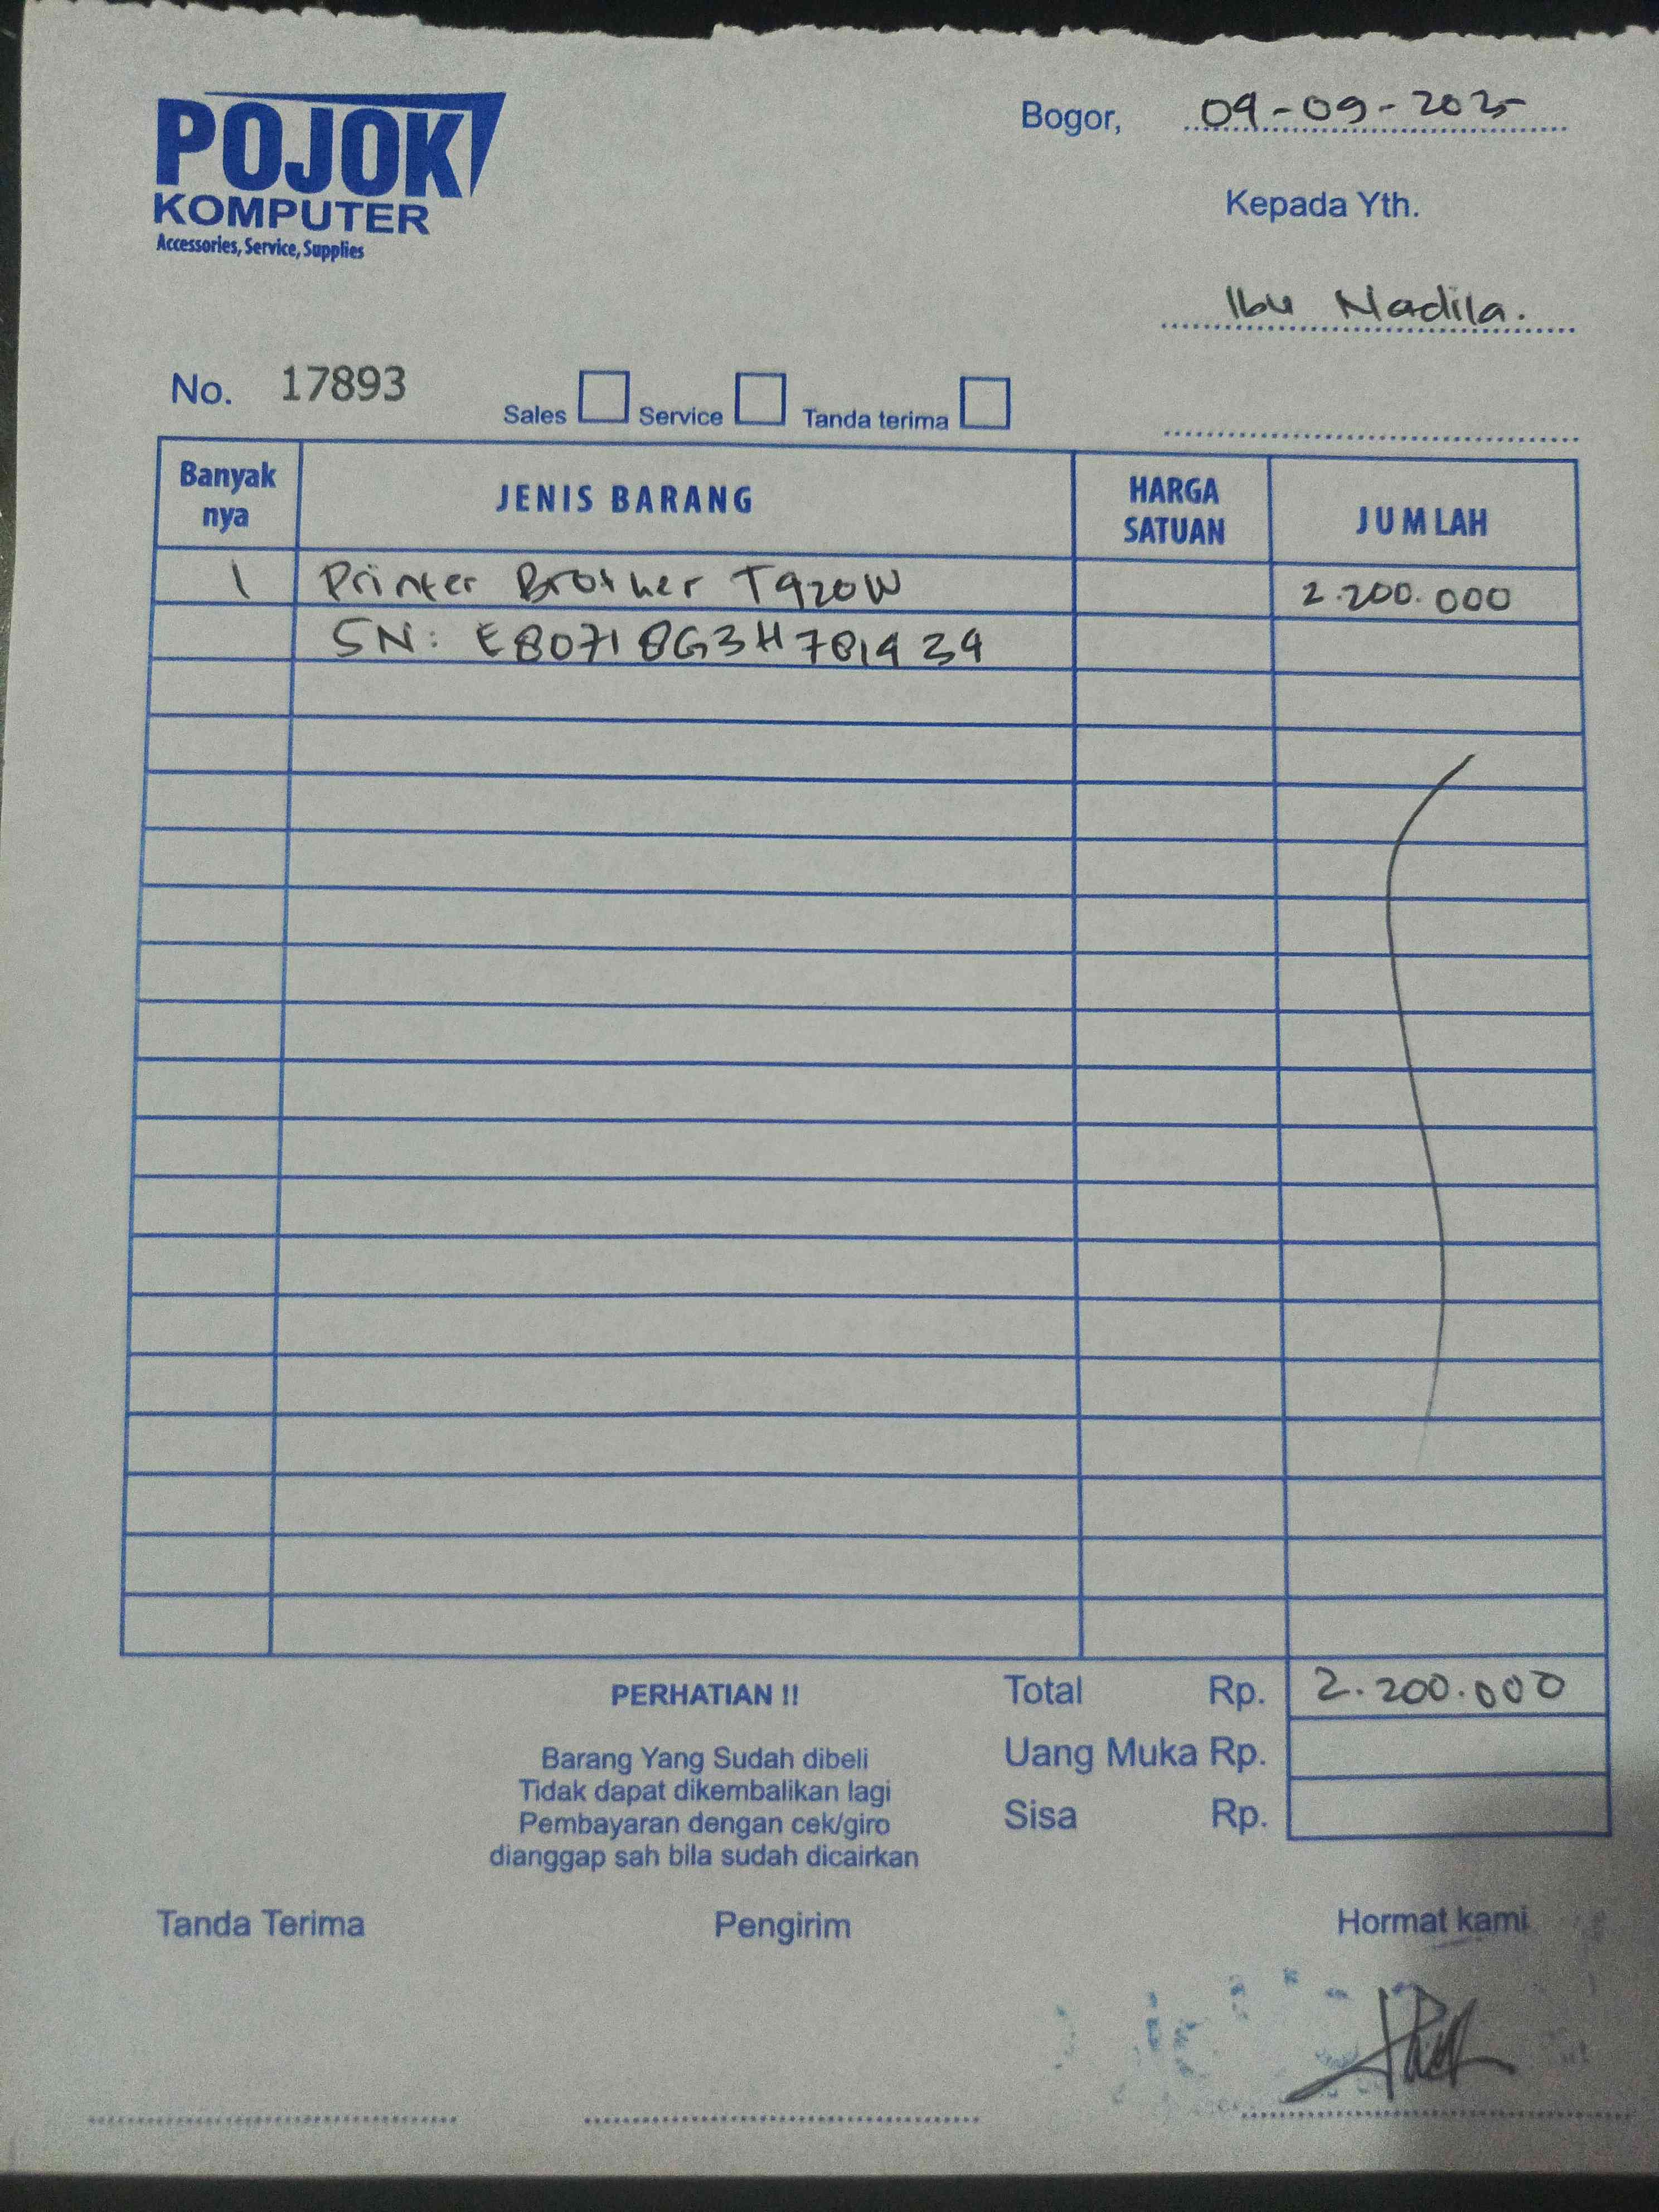 POJOK
KOMPUTER
Accessories, Service, Supplies
Bogor, 09-09-2025
Kepada Yth.
Ibu Nadila.
No. 17893
Sales Service Tanda terima
Banyak nya JENIS BARANG HARGA SATUAN JUMLAH
1 Printer Brother T920W 2.200.000
SN:
PERHATIAN !!
Barang Yang Sudah dibeli
Tidak dapat dikembalikan lagi
Pembayaran dengan cek/giro
dianggap sah bila sudah dicairkan
Total Rp. 2.200.000
Uang Muka Rp.
Sisa Rp.
Tanda Terima Pengirim Hormat kami